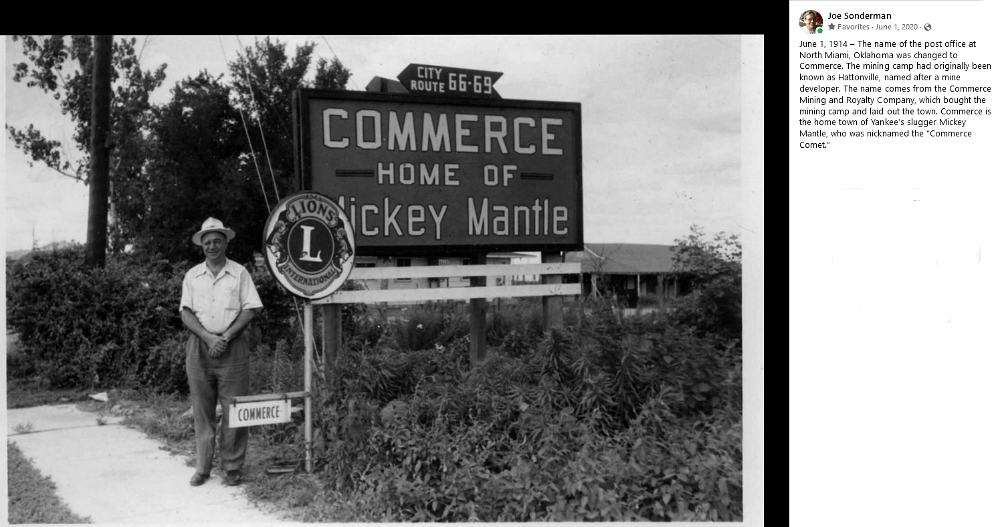 CITY
ROUTE 66-69
COMMERCE
HOME OF
Mickey Mantle
LIONS
L
INTERNATIONAL
COMMERCE
Joe Sonderman
Favorites · June 1, 2020 ·
June 1, 1914 – The name of the post office at
North Miami, Oklahoma was changed to
Commerce. The mining camp had originally been
known as Hattonville, named after a mine
developer. The name comes from the Commerce
Mining and Royalty Company, which bought the
mining camp and laid out the town. Commerce is
the home town of Yankee's slugger Mickey
Mantle, who was nicknamed the "Commerce
Comet."